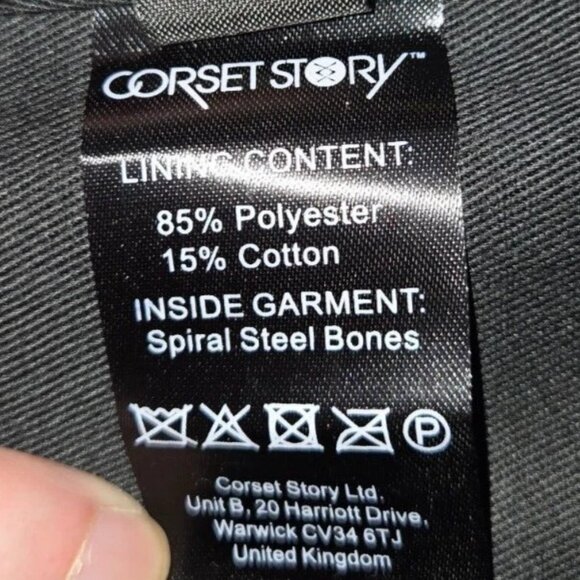 CORSET STORY™
LINING CONTENT:
85% Polyester
15% Cotton
INSIDE GARMENT:
Spiral Steel Bones
P
Corset Story Ltd.
Unit B, 20 Harriott Drive,
Warwick CV34 6TJ
United Kingdom